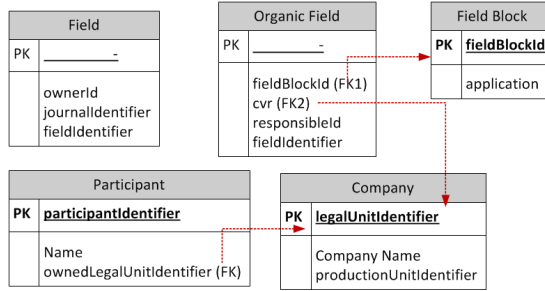 Field
PK -
ownerId
journalIdentifier
fieldIdentifier
Organic Field
PK -
fieldBlockId (FK1)
cvr (FK2)
responsibleId
fieldIdentifier
Field Block
PK fieldBlockId
application
Participant
PK participantIdentifier
Name
ownedLegalUnitIdentifier (FK)
Company
PK legalUnitIdentifier
Company Name
productionUnitIdentifier